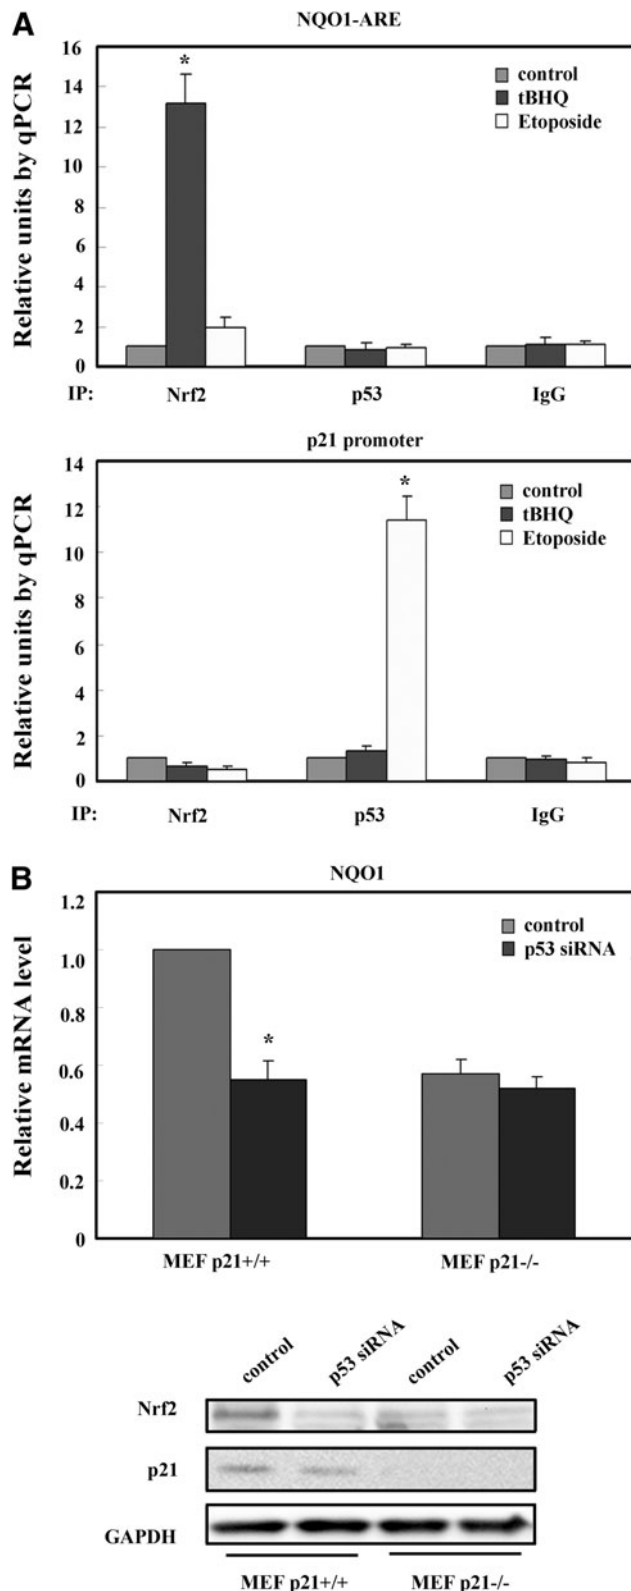 A
NQO1-ARE
Relative units by qPCR
16
14
12
10
8
6
4
2
0
*
control
tBHQ
Etoposide
IP: Nrf2 p53 IgG
p21 promoter
Relative units by qPCR
14
12
10
8
6
4
2
0
*
control
tBHQ
Etoposide
IP: Nrf2 p53 IgG
B
NQO1
Relative mRNA level
1.2
1.0
0.8
0.6
0.4
0.2
0
*
control
p53 siRNA
MEF p21+/+ MEF p21-/-
control p53 siRNA control p53 siRNA
Nrf2
p21
GAPDH
MEF p21+/+ MEF p21-/-